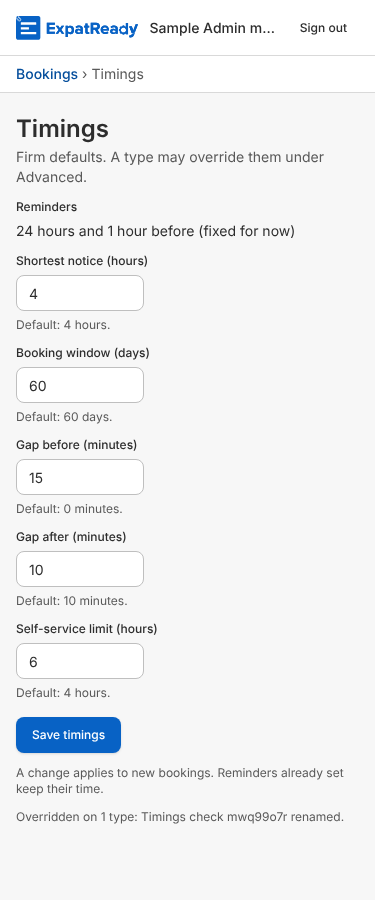 ExpatReady Sample Admin m... Sign out
Bookings › Timings
Timings
Firm defaults. A type may override them under
Advanced.
Reminders
24 hours and 1 hour before (fixed for now)
Shortest notice (hours)
4
Default: 4 hours.
Booking window (days)
60
Default: 60 days.
Gap before (minutes)
15
Default: 0 minutes.
Gap after (minutes)
10
Default: 10 minutes.
Self-service limit (hours)
6
Default: 4 hours.
Save timings
A change applies to new bookings. Reminders already set
keep their time.
Overridden on 1 type: Timings check mwq99o7r renamed.